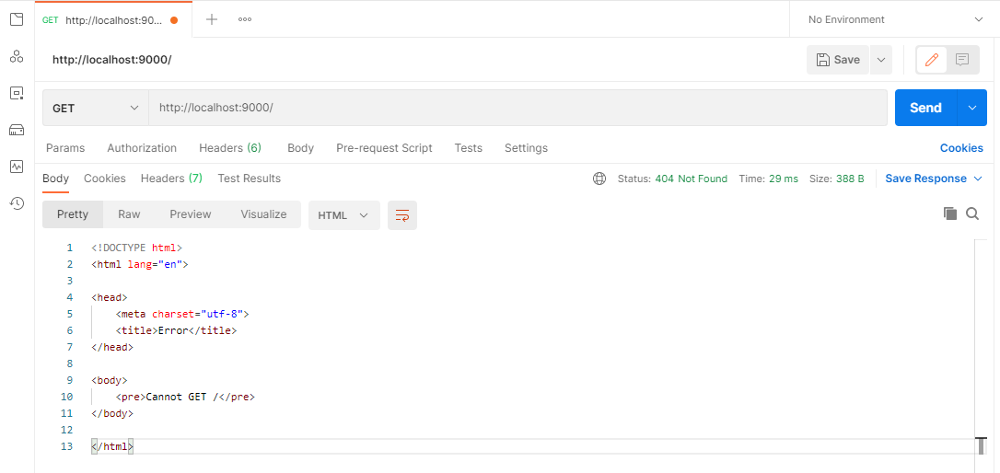 GET http://localhost:90...
No Environment
http://localhost:9000/
Save
GET http://localhost:9000/ Send
Params Authorization Headers (6) Body Pre-request Script Tests Settings Cookies
Body Cookies Headers (7) Test Results Status: 404 Not Found Time: 29 ms Size: 388 B Save Response
Pretty Raw Preview Visualize HTML
1 <!DOCTYPE html>
2 <html lang="en">
3
4 <head>
5 <meta charset="utf-8">
6 <title>Error</title>
7 </head>
8
9 <body>
10 <pre>Cannot GET /</pre>
11 </body>
12
13 </html>